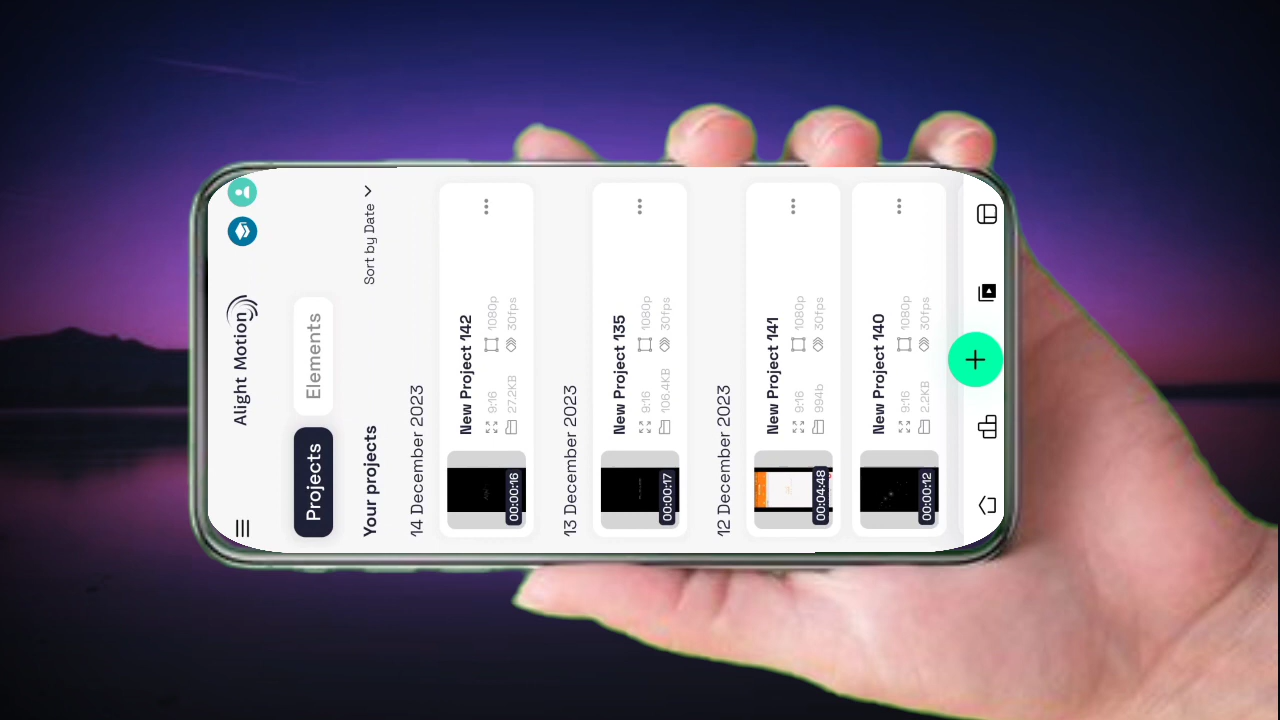 Alight Motion
Projects
Elements
Your projects
Sort by Date
14 December 2023
New Project 142
9:16
1080p
27.2KB
30fps
00:00:16
13 December 2023
New Project 135
9:16
1080p
106.4KB
30fps
00:00:17
12 December 2023
New Project 141
9:16
1080p
994b
30fps
00:04:48
New Project 140
9:16
1080p
2.2KB
30fps
00:00:12